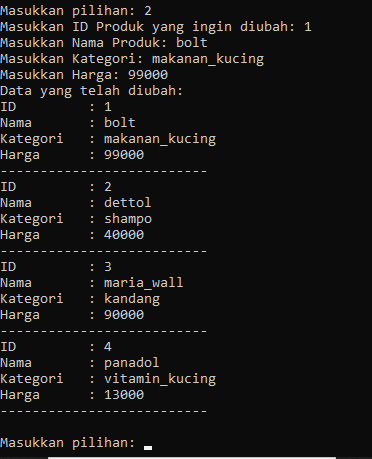 Masukkan pilihan: 2
Masukkan ID Produk yang ingin diubah: 1
Masukkan Nama Produk: bolt
Masukkan Kategori: makanan_kucing
Masukkan Harga: 99000
Data yang telah diubah:
ID : 1
Nama : bolt
Kategori : makanan_kucing
Harga : 99000
--------------------------
ID : 2
Nama : dettol
Kategori : shampo
Harga : 40000
--------------------------
ID : 3
Nama : maria_wall
Kategori : kandang
Harga : 90000
--------------------------
ID : 4
Nama : panadol
Kategori : vitamin_kucing
Harga : 13000
--------------------------
Masukkan pilihan: